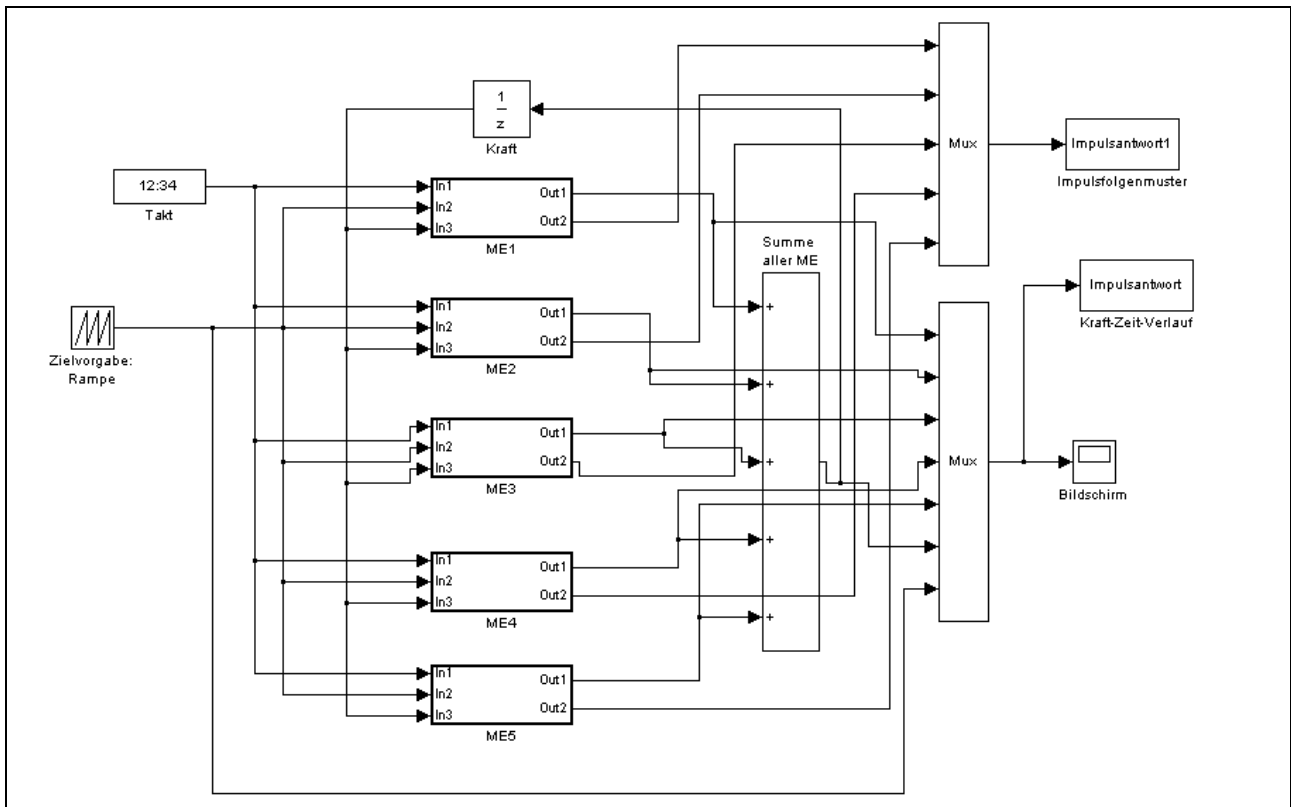 1
z
Kraft
12:34
Takt
Zielvorgabe:
Rampe
In1
In2
In3
Out1
Out2
ME1
In1
In2
In3
Out1
Out2
ME2
In1
In2
In3
Out1
Out2
ME3
In1
In2
In3
Out1
Out2
ME4
In1
In2
In3
Out1
Out2
ME5
Summe
aller ME
+
+
+
+
+
Mux
Impulsantwort1
Impulsfolgenmuster
Mux
Impulsantwort
Kraft-Zeit-Verlauf
Bildschirm